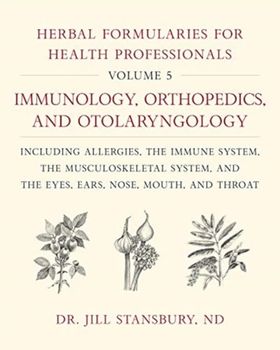 HERBAL FORMULARIES FOR
HEALTH PROFESSIONALS
VOLUME 5
IMMUNOLOGY, ORTHOPEDICS,
AND OTOLARYNGOLOGY
INCLUDING ALLERGIES, THE IMMUNE SYSTEM,
THE MUSCULOSKELETAL SYSTEM, AND
THE EYES, EARS, NOSE, MOUTH, AND THROAT
DR. JILL STANSBURY, ND